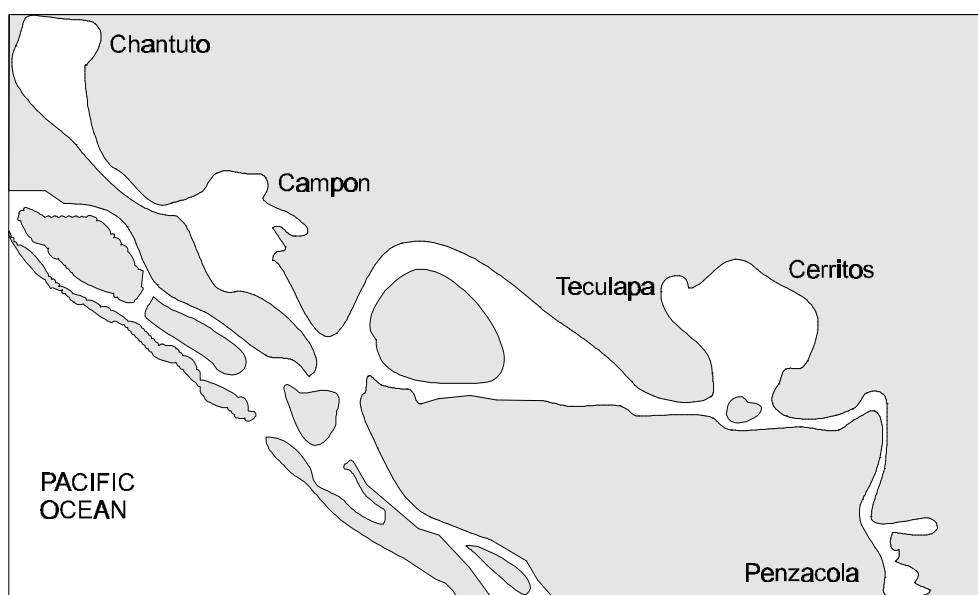 Chantuto
Campon
Teculapa
Cerritos
PACIFIC
OCEAN
Penzacola